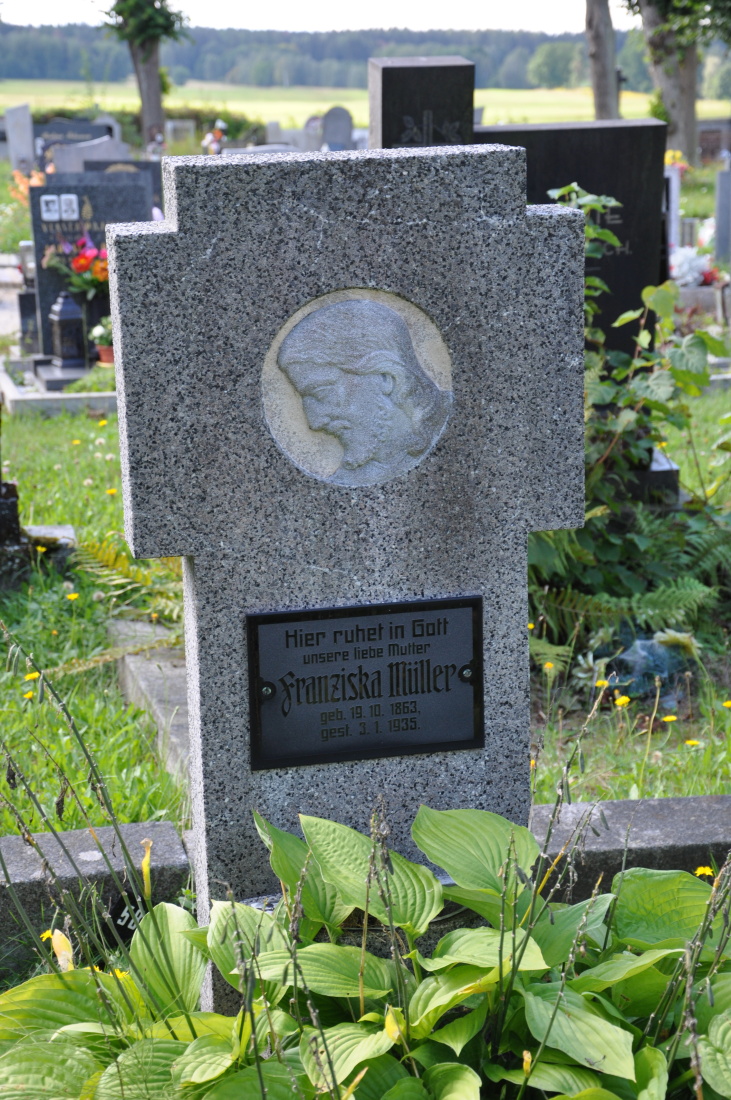 Hier ruhet in Gott
unsere liebe Mutter
Franziska Müller
geb. 19. 10. 1863,
gest. 3. 1. 1935.